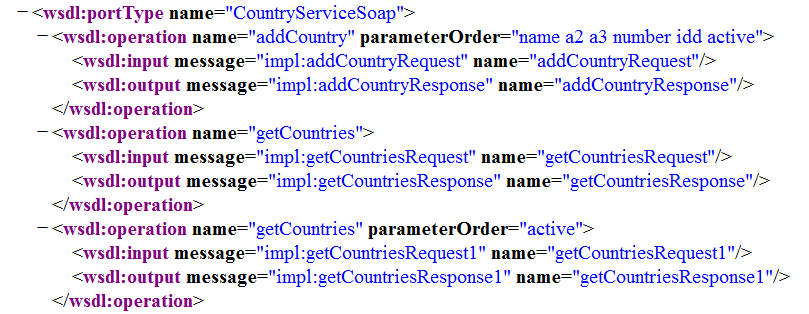 − <wsdl:portType name="CountryServiceSoap">
− <wsdl:operation name="addCountry" parameterOrder="name a2 a3 number idd active">
<wsdl:input message="impl:addCountryRequest" name="addCountryRequest"/>
<wsdl:output message="impl:addCountryResponse" name="addCountryResponse"/>
</wsdl:operation>
− <wsdl:operation name="getCountries">
<wsdl:input message="impl:getCountriesRequest" name="getCountriesRequest"/>
<wsdl:output message="impl:getCountriesResponse" name="getCountriesResponse"/>
</wsdl:operation>
− <wsdl:operation name="getCountries" parameterOrder="active">
<wsdl:input message="impl:getCountriesRequest1" name="getCountriesRequest1"/>
<wsdl:output message="impl:getCountriesResponse1" name="getCountriesResponse1"/>
</wsdl:operation>